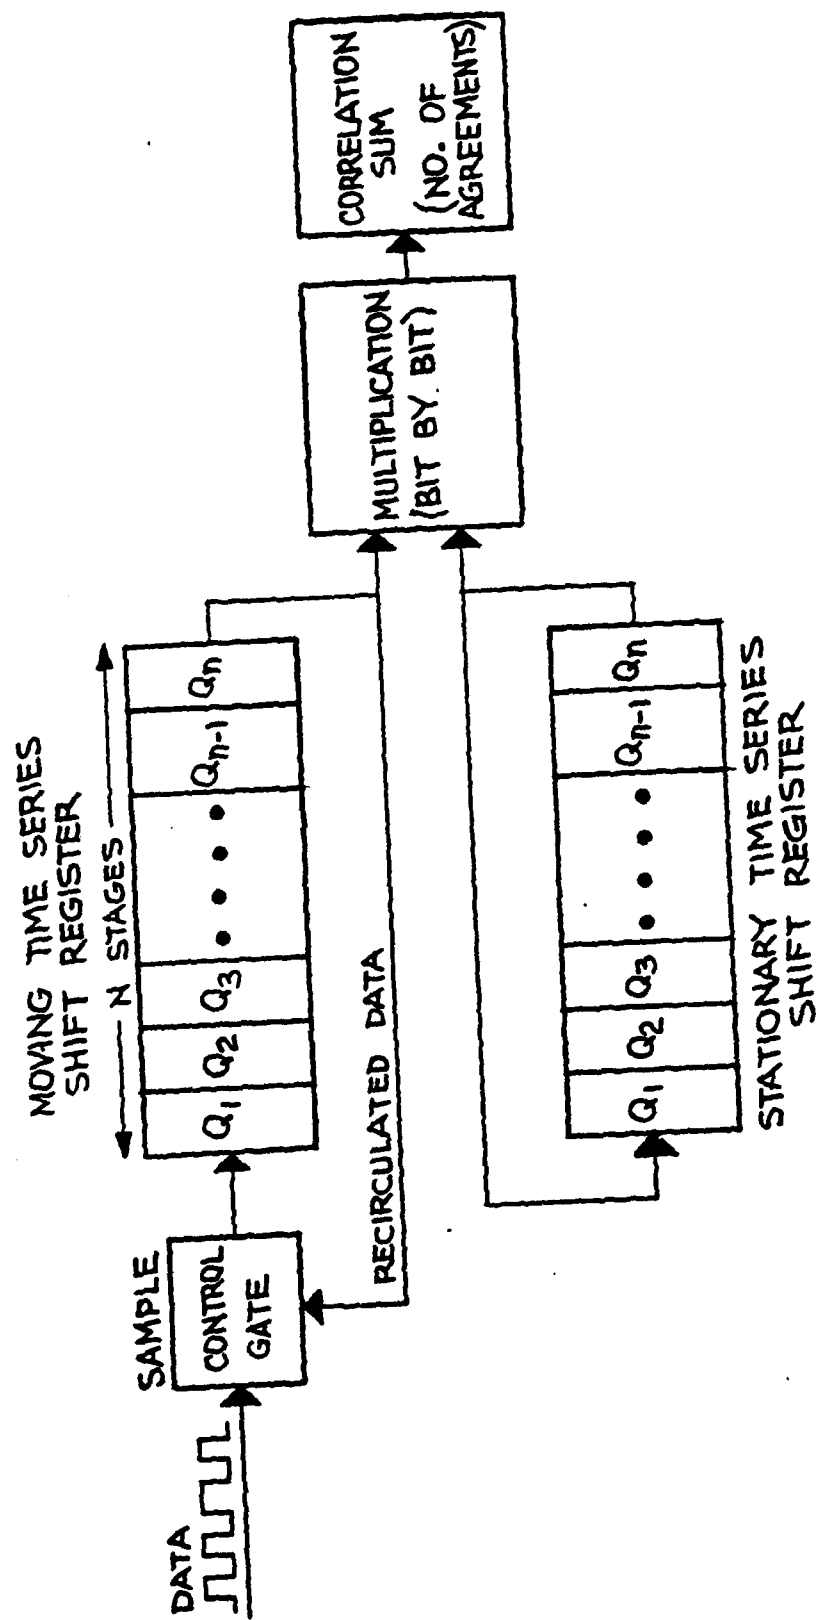 DATA
SAMPLE
CONTROL
GATE
MOVING TIME SERIES
SHIFT REGISTER
N STAGES
Q1 Q2 Q3 • • • • Qn-1 Qn
RECIRCULATED DATA
Q1 Q2 Q3 • • • • Qn-1 Qn
STATIONARY TIME SERIES
SHIFT REGISTER
MULTIPLICATION
(BIT BY BIT)
CORRELATION
SUM
(NO. OF
AGREEMENTS)